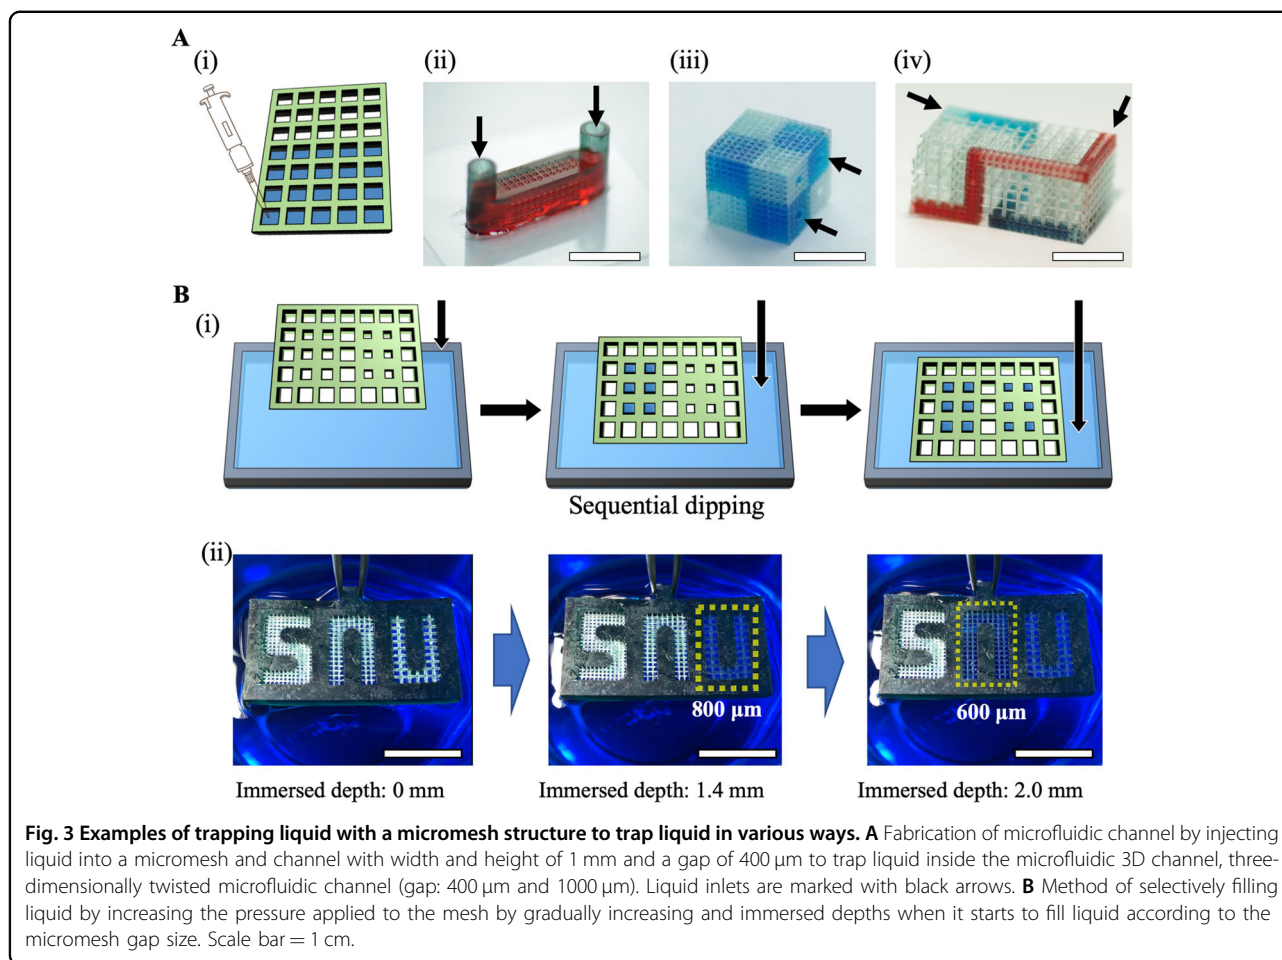 A
(i)
(ii)
(iii)
(iv)
B
(i)
Sequential dipping
(ii)
SNU
800 µm
SNU
600 µm
SNU
Immersed depth: 0 mm
Immersed depth: 1.4 mm
Immersed depth: 2.0 mm
Fig. 3 Examples of trapping liquid with a micromesh structure to trap liquid in various ways. A Fabrication of microfluidic channel by injecting
liquid into a micromesh and channel with width and height of 1 mm and a gap of 400 µm to trap liquid inside the microfluidic 3D channel, three-
dimensionally twisted microfluidic channel (gap: 400 µm and 1000 µm). Liquid inlets are marked with black arrows. B Method of selectively filling
liquid by increasing the pressure applied to the mesh by gradually increasing and immersed depths when it starts to fill liquid according to the
micromesh gap size. Scale bar = 1 cm.